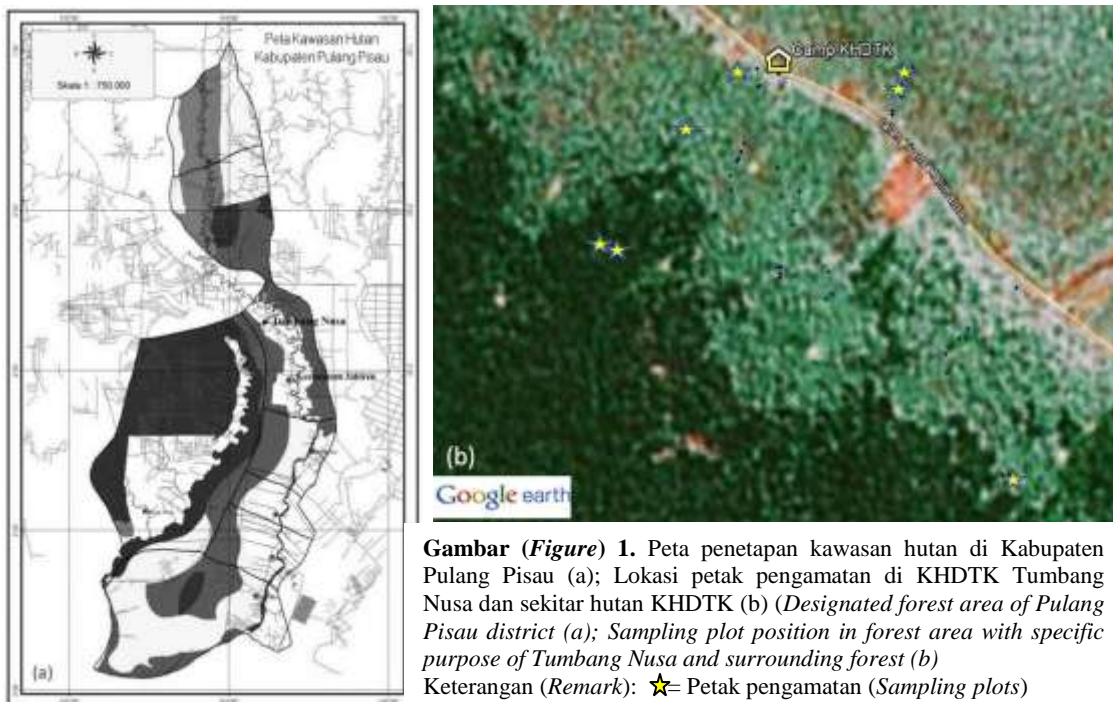 Peta Kawasan Hutan
Kabupaten Pulang Pisau
Skala 1 : 750.000
(a)
Camp KHDTK
(b)
Google earth
Gambar (Figure) 1. Peta penetapan kawasan hutan di Kabupaten
Pulang Pisau (a); Lokasi petak pengamatan di KHDTK Tumbang
Nusa dan sekitar hutan KHDTK (b) (Designated forest area of Pulang
Pisau district (a); Sampling plot position in forest area with specific
purpose of Tumbang Nusa and surrounding forest (b)
Keterangan (Remark): = Petak pengamatan (Sampling plots)